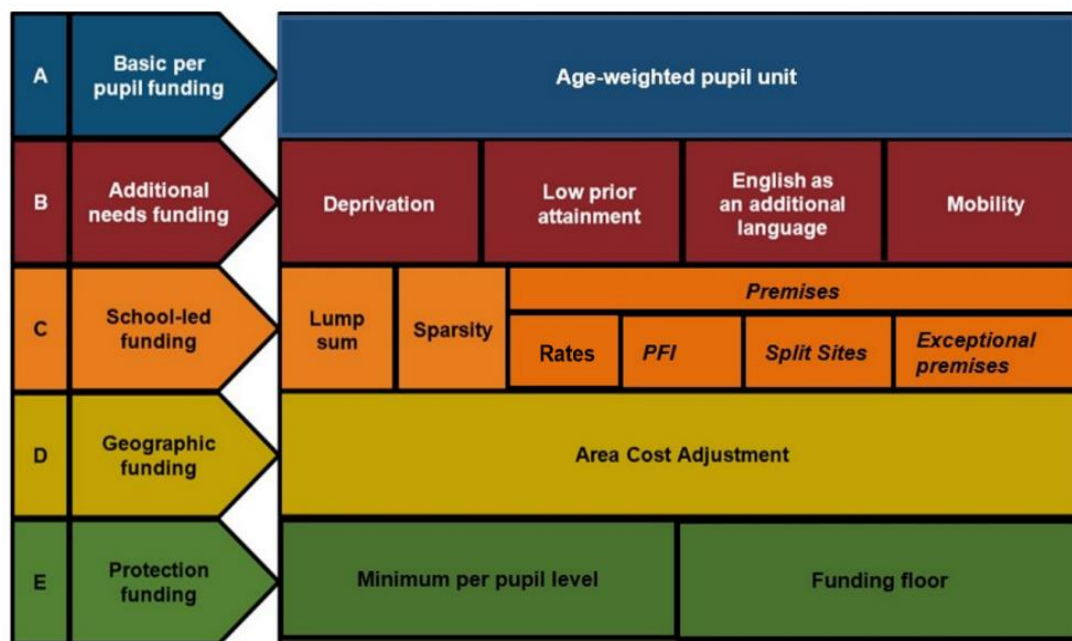 A
Basic per
pupil funding
Age-weighted pupil unit
B
Additional
needs funding
Deprivation
Low prior
attainment
English as
an additional
language
Mobility
C
School-led
funding
Lump
sum
Sparsity
Premises
Rates
PFI
Split Sites
Exceptional
premises
D
Geographic
funding
Area Cost Adjustment
E
Protection
funding
Minimum per pupil level
Funding floor